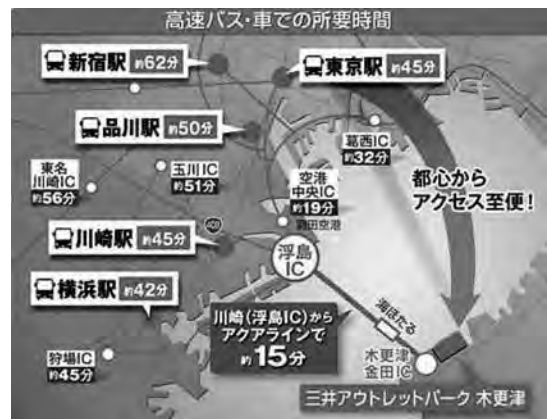 高速バス・車での所要時間
新宿駅 約62分
東京駅 約45分
品川駅 約50分
葛西IC
約32分
東名
川崎IC
約56分
玉川IC
約51分
空港
中央IC
約19分
羽田空港
都心から
アクセス至便!
川崎駅 約45分
浮島
IC
横浜駅 約42分
川崎(浮島IC)から
アクアラインで
約15分
海ほたる
狩場IC
約45分
木更津
金田IC
三井アウトレットパーク 木更津